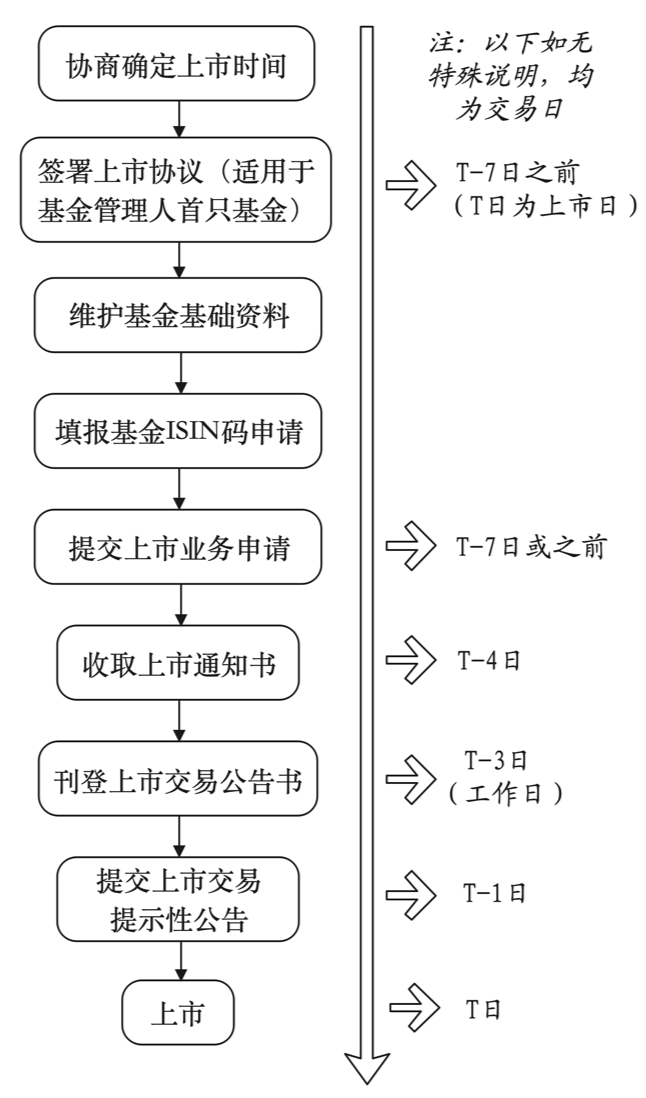 协商确定上市时间
注：以下如无
特殊说明，均
为交易日
签署上市协议（适用于
基金管理人首只基金）
T-7日之前
（T日为上市日）
维护基金基础资料
填报基金ISIN码申请
提交上市业务申请
T-7日或之前
收取上市通知书
T-4日
刊登上市交易公告书
T-3日
（工作日）
提交上市交易
提示性公告
T-1日
上市
T日